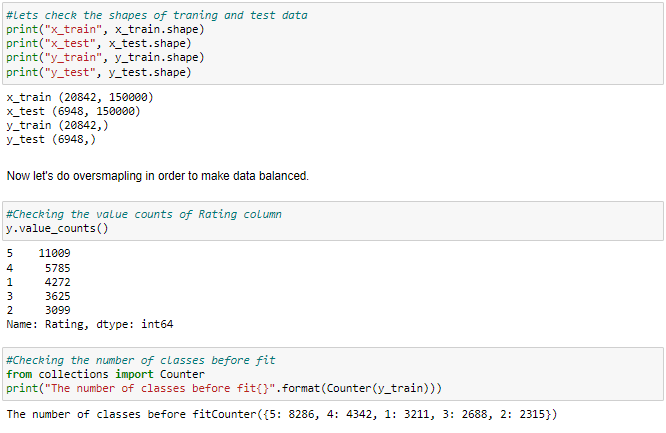 #lets check the shapes of traning and test data
print("x_train", x_train.shape)
print("x_test", x_test.shape)
print("y_train", y_train.shape)
print("y_test", y_test.shape)
x_train (20842, 150000)
x_test (6948, 150000)
y_train (20842,)
y_test (6948,)
Now let's do oversmapling in order to make data balanced.
#Checking the value counts of Rating column
y.value_counts()
5    11009
4     5785
1     4272
3     3625
2     3099
Name: Rating, dtype: int64
#Checking the number of classes before fit
from collections import Counter
print("The number of classes before fit{}".format(Counter(y_train)))
The number of classes before fitCounter({5: 8286, 4: 4342, 1: 3211, 3: 2688, 2: 2315})